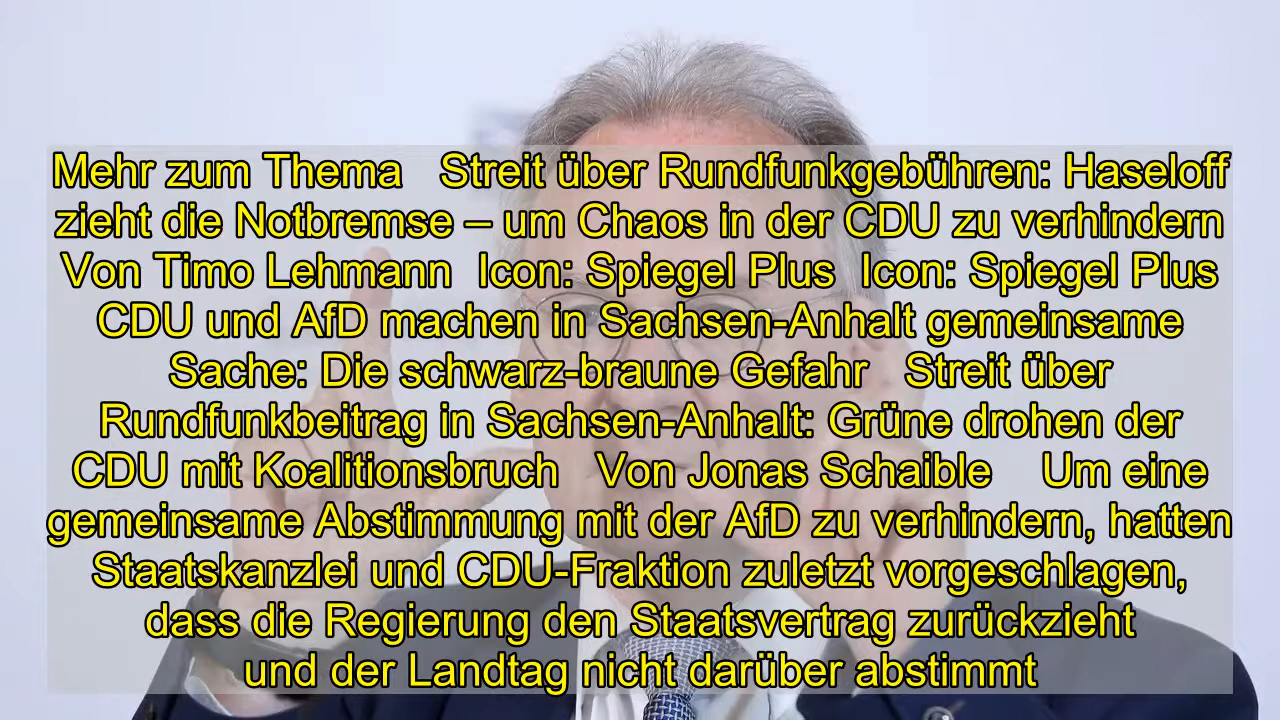 Mehr zum Thema   Streit über Rundfunkgebühren: Haseloff
zieht die Notbremse – um Chaos in der CDU zu verhindern
Von Timo Lehmann  Icon: Spiegel Plus  Icon: Spiegel Plus
CDU und AfD machen in Sachsen-Anhalt gemeinsame
Sache: Die schwarz-braune Gefahr   Streit über
Rundfunkbeitrag in Sachsen-Anhalt: Grüne drohen der
CDU mit Koalitionsbruch   Von Jonas Schaible    Um eine
gemeinsame Abstimmung mit der AfD zu verhindern, hatten
Staatskanzlei und CDU-Fraktion zuletzt vorgeschlagen,
dass die Regierung den Staatsvertrag zurückzieht
und der Landtag nicht darüber abstimmt